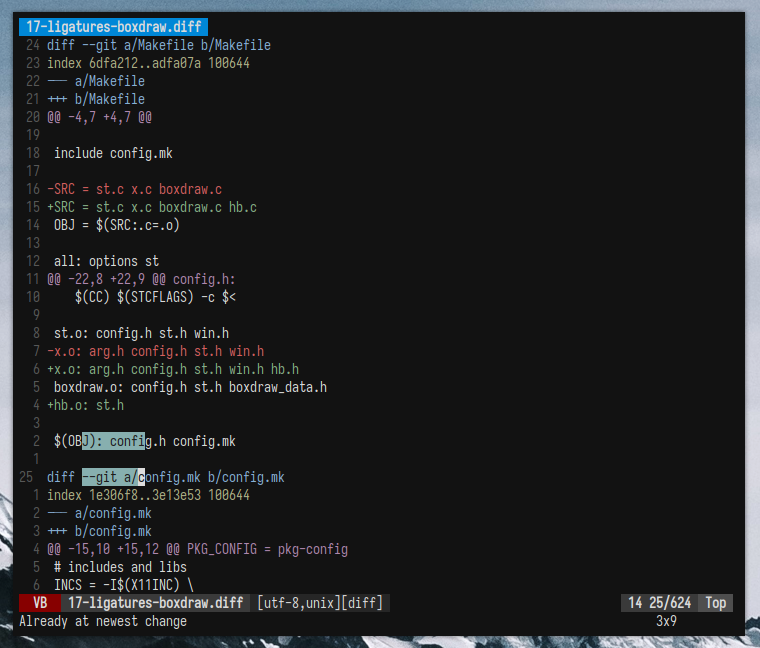 17-ligatures-boxdraw.diff
24 diff --git a/Makefile b/Makefile
23 index 6dfa212..adfa07a 100644
22 --- a/Makefile
21 +++ b/Makefile
20 @@ -4,7 +4,7 @@
19
18  include config.mk
17
16 -SRC = st.c x.c boxdraw.c
15 +SRC = st.c x.c boxdraw.c hb.c
14  OBJ = $(SRC:.c=.o)
13
12  all: options st
11 @@ -22,8 +22,9 @@ config.h:
10     $(CC) $(STCFLAGS) -c $<
9
8  st.o: config.h st.h win.h
7 -x.o: arg.h config.h st.h win.h
6 +x.o: arg.h config.h st.h win.h hb.h
5  boxdraw.o: config.h st.h boxdraw_data.h
4 +hb.o: st.h
3
2  $(OBJ): config.h config.mk
1
25 diff --git a/config.mk b/config.mk
1 index 1e306f8..3e13e53 100644
2 --- a/config.mk
3 +++ b/config.mk
4 @@ -15,10 +15,12 @@ PKG_CONFIG = pkg-config
5  # includes and libs
6  INCS = -I$(X11INC) \
VB 17-ligatures-boxdraw.diff [utf-8,unix][diff] 14 25/624 Top
Already at newest change 3x9